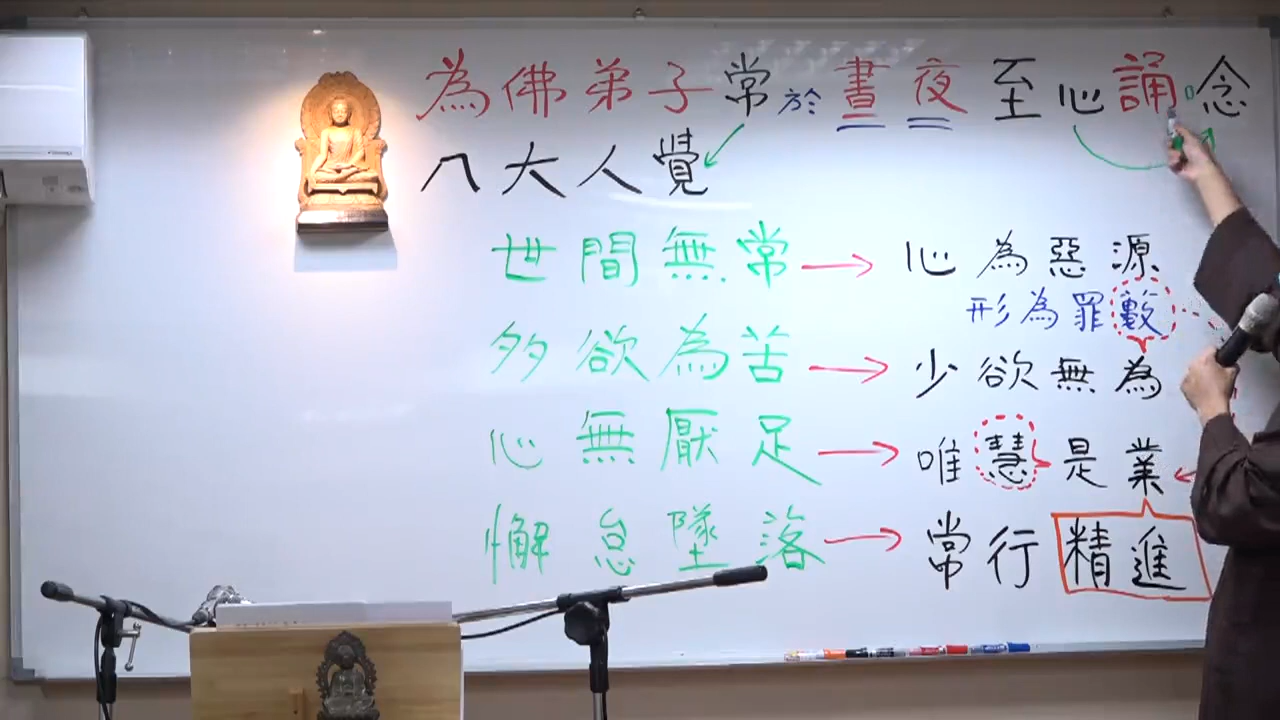 為佛弟子常於晝夜至心誦念
八大人覺
世間無常→心為惡源
形為罪藪
多欲為苦→少欲無為
心無厭足→唯慧是業
懈怠墜落→常行精進